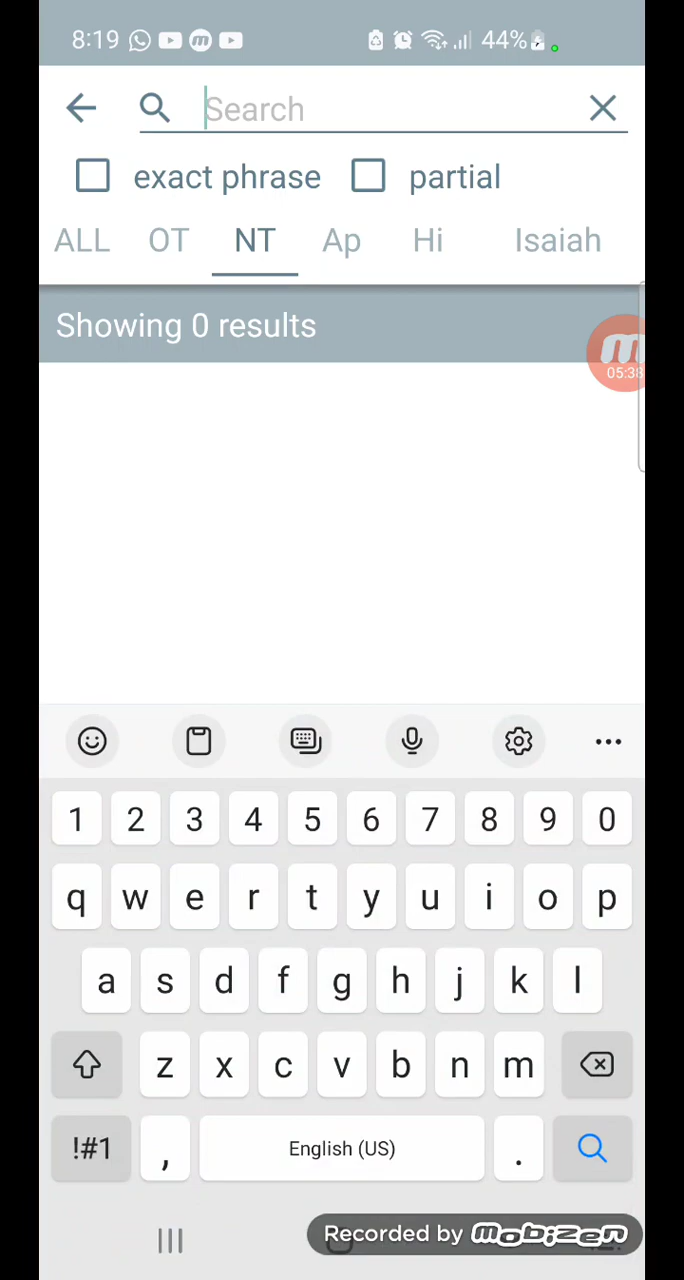 8:19 44%
Search
exact phrase partial
ALL OT NT Ap Hi Isaiah
Showing 0 results
m
05:38
1 2 3 4 5 6 7 8 9 0
q w e r t y u i o p
a s d f g h j k l
z x c v b n m
!#1 , English (US) .
Recorded by mobizen